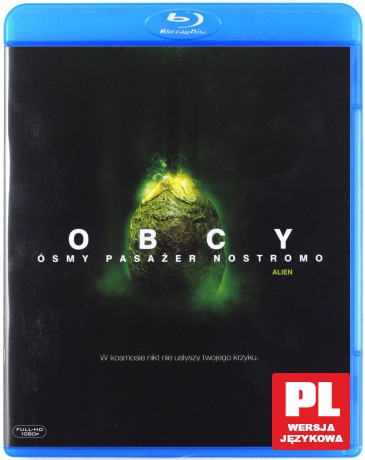 Blu-ray Disc
OBCY
ÓSMY PASAŻER NOSTROMO
ALIEN
W kosmosie nikt nie usłyszy twojego krzyku.
FULL-HD
1080P
PL
WERSJA
JĘZYKOWA